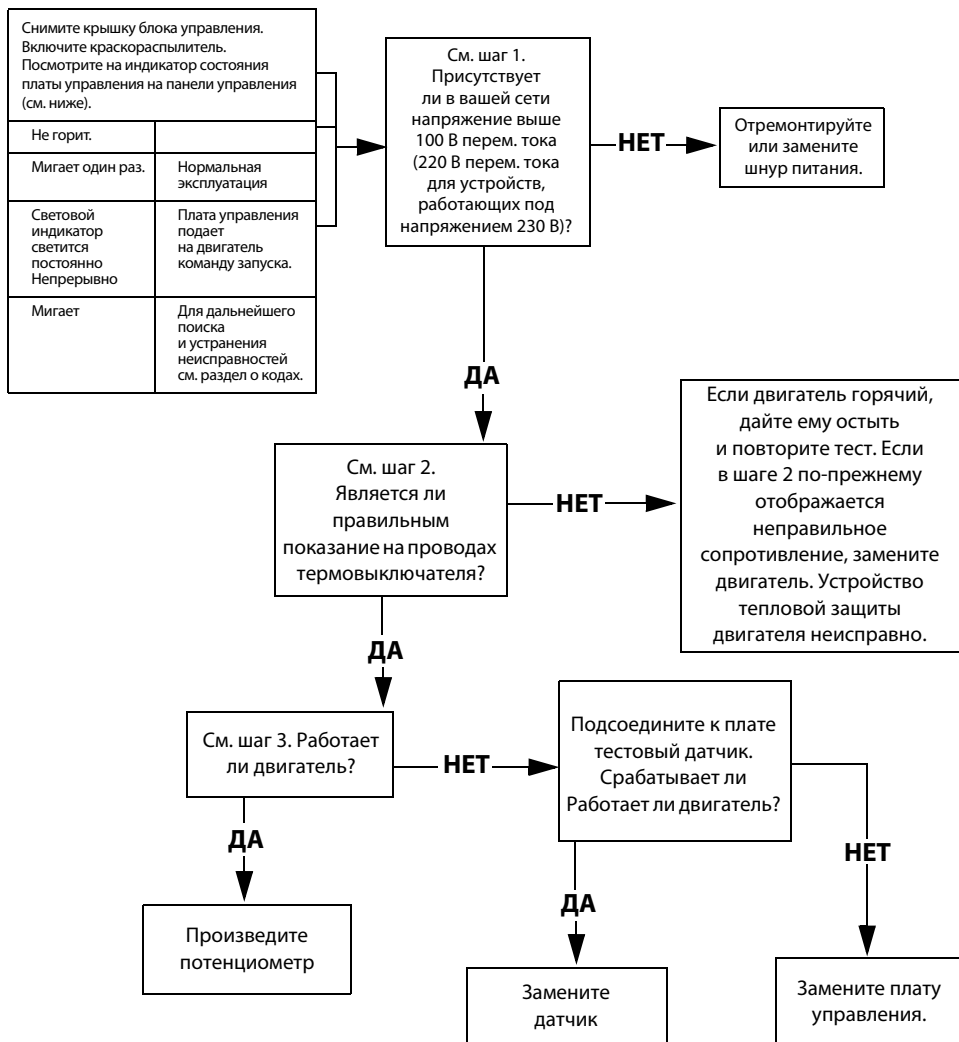 Снимите крышку блока управления.
Включите краскораспылитель.
Посмотрите на индикатор состояния
платы управления на панели управления
(см. ниже).
Не горит.
Мигает один раз.
Нормальная
эксплуатация
Световой
индикатор
светится
постоянно
Непрерывно
Плата управления
подает
на двигатель
команду запуска.
Мигает
Для дальнейшего
поиска
и устранения
неисправностей
см. раздел о кодах.
См. шаг 1.
Присутствует
ли в вашей сети
напряжение выше
100 В перем. тока
(220 В перем. тока
для устройств,
работающих под
напряжением 230 В)?
НЕТ
Отремонтируйте
или замените
шнур питания.
ДА
См. шаг 2.
Является ли
правильным
показание на проводах
термовыключателя?
НЕТ
Если двигатель горячий,
дайте ему остыть
и повторите тест. Если
в шаге 2 по-прежнему
отображается
неправильное
сопротивление, замените
двигатель. Устройство
тепловой защиты
двигателя неисправно.
ДА
См. шаг 3. Работает
ли двигатель?
НЕТ
Подсоедините к плате
тестовый датчик.
Срабатывает ли
Работает ли двигатель?
ДА
Произведите
потенциометр
ДА
Замените
датчик
НЕТ
Замените плату
управления.